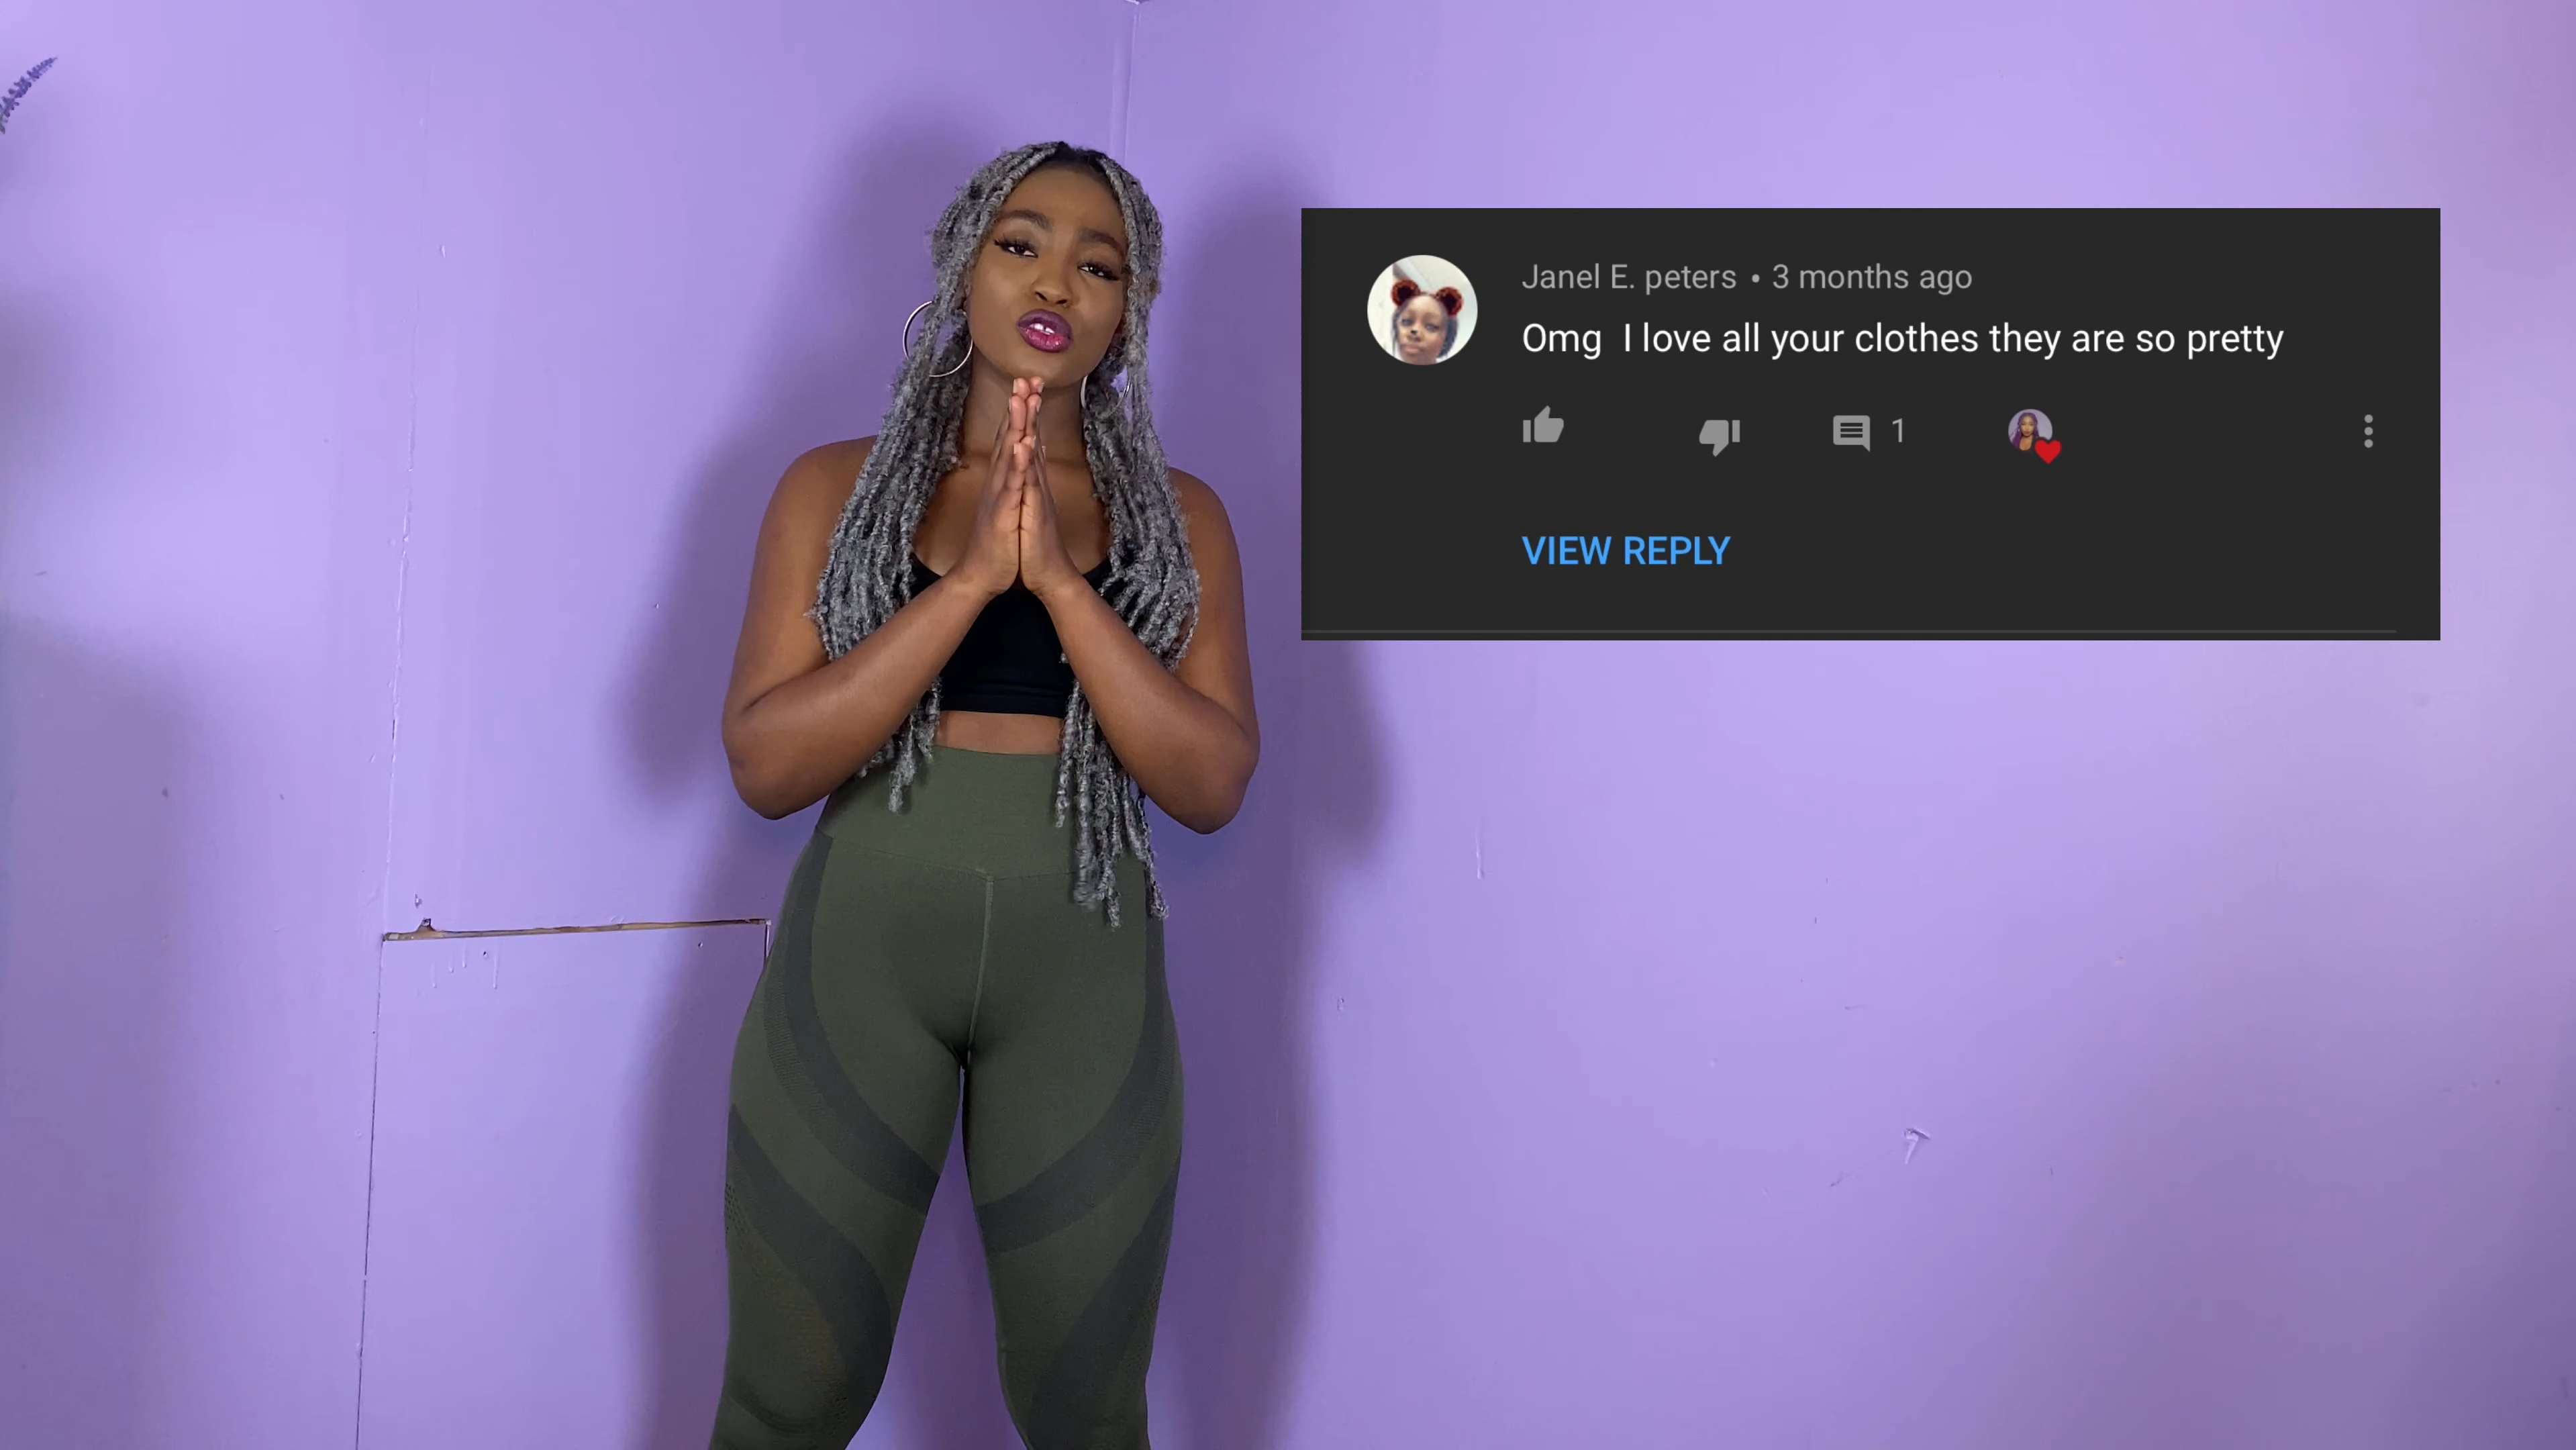 Janel E. peters • 3 months ago
Omg  I love all your clothes they are so pretty
1
VIEW REPLY